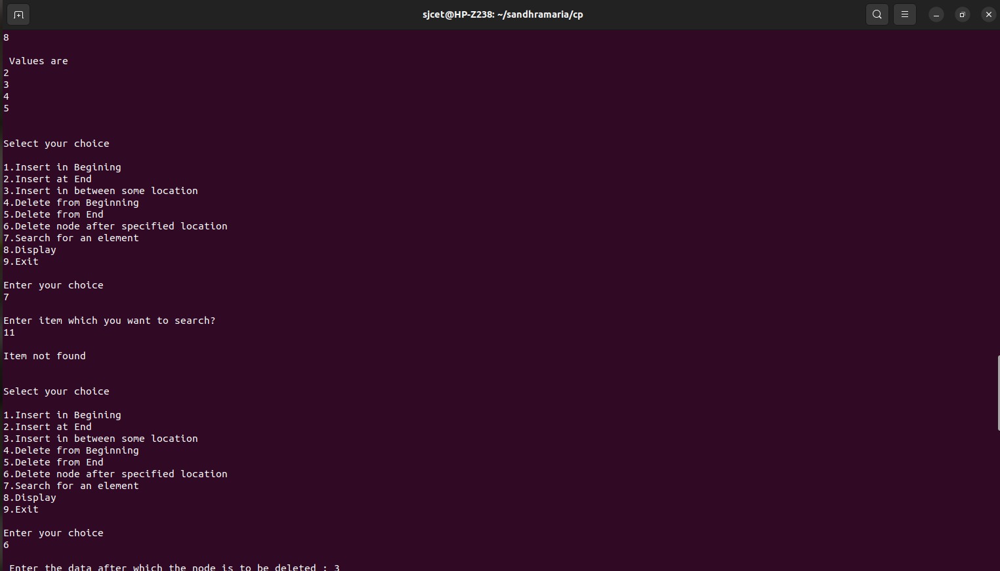 sjcet@HP-Z238: ~/sandhramaria/cp
8
Values are
2
3
4
5
Select your choice
1.Insert in Begining
2.Insert at End
3.Insert in between some location
4.Delete from Beginning
5.Delete from End
6.Delete node after specified location
7.Search for an element
8.Display
9.Exit
Enter your choice
7
Enter item which you want to search?
11
Item not found
Select your choice
1.Insert in Begining
2.Insert at End
3.Insert in between some location
4.Delete from Beginning
5.Delete from End
6.Delete node after specified location
7.Search for an element
8.Display
9.Exit
Enter your choice
6
Enter the data after which the node is to be deleted : 3